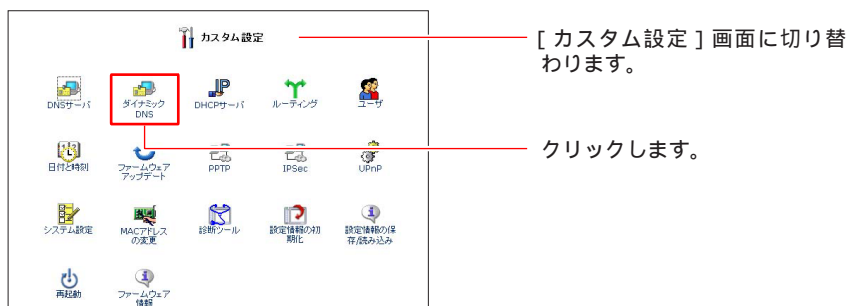 カスタム設定
[ カスタム設定 ] 画面に切り替
わります。
DNSサーバ
ダイナミック
DNS
DHCPサーバ
ルーティング
ユーザ
クリックします。
日付と時刻
ファームウェア
アップデート
PPTP
IPSec
UPnP
システム設定
MACアドレス
の変更
診断ツール
設定情報の初
期化
設定情報の保
存/読み込み
再起動
ファームウェア
情報